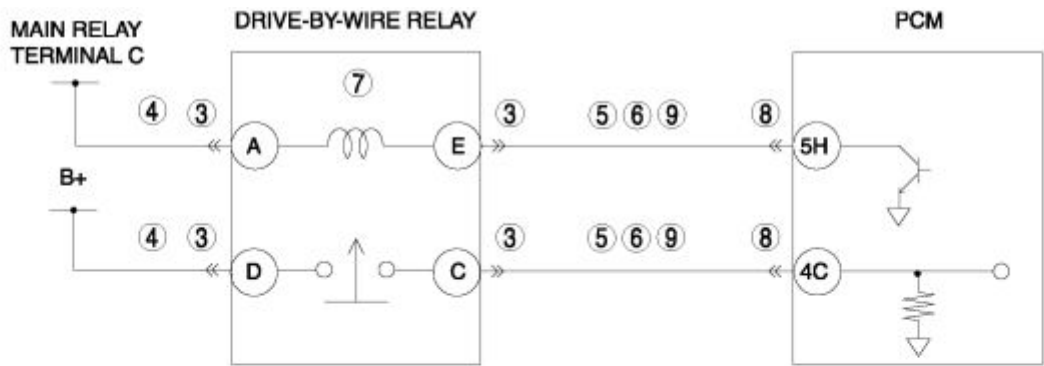 MAIN RELAY
TERMINAL C
DRIVE-BY-WIRE RELAY
PCM
④ ③ ⑦ ③ ⑤ ⑥ ⑨ ⑧
A E 5H
B+
④ ③ ③ ⑤ ⑥ ⑨ ⑧
D C 4C